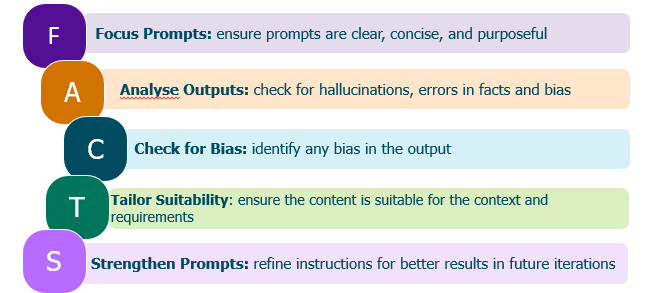 F
Focus Prompts: ensure prompts are clear, concise, and purposeful
A
Analyse Outputs: check for hallucinations, errors in facts and bias
C
Check for Bias: identify any bias in the output
T
Tailor Suitability: ensure the content is suitable for the context and
requirements
S
Strengthen Prompts: refine instructions for better results in future iterations